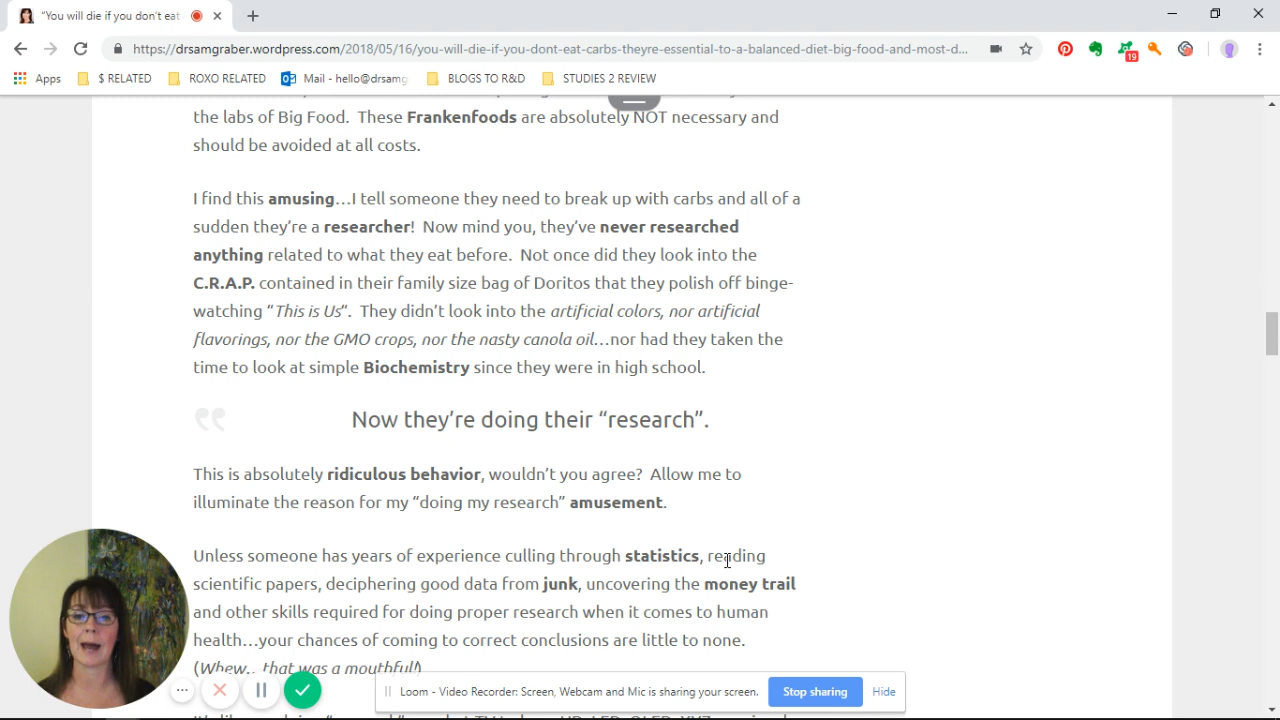 "You will die if you don't eat
https://drsamgraber.wordpress.com/2018/05/16/you-will-die-if-you-dont-eat-carbs-theyre-essential-to-a-balanced-diet-big-food-and-most-d...
19
Apps $ RELATED ROXO RELATED Mail - hello@drsamg BLOGS TO R&D STUDIES 2 REVIEW
the labs of Big Food. These Frankenfoods are absolutely NOT necessary and
should be avoided at all costs.
I find this amusing…I tell someone they need to break up with carbs and all of a
sudden they're a researcher! Now mind you, they've never researched
anything related to what they eat before. Not once did they look into the
C.R.A.P. contained in their family size bag of Doritos that they polish off binge-
watching "This is Us". They didn't look into the artificial colors, nor artificial
flavorings, nor the GMO crops, nor the nasty canola oil…nor had they taken the
time to look at simple Biochemistry since they were in high school.
Now they're doing their "research".
This is absolutely ridiculous behavior, wouldn't you agree? Allow me to
illuminate the reason for my "doing my research" amusement.
Unless someone has years of experience culling through statistics, reading
scientific papers, deciphering good data from junk, uncovering the money trail
and other skills required for doing proper research when it comes to human
health…your chances of coming to correct conclusions are little to none.
(Whew… that was a mouthful!)
Loom - Video Recorder: Screen, Webcam and Mic is sharing your screen. Stop sharing Hide